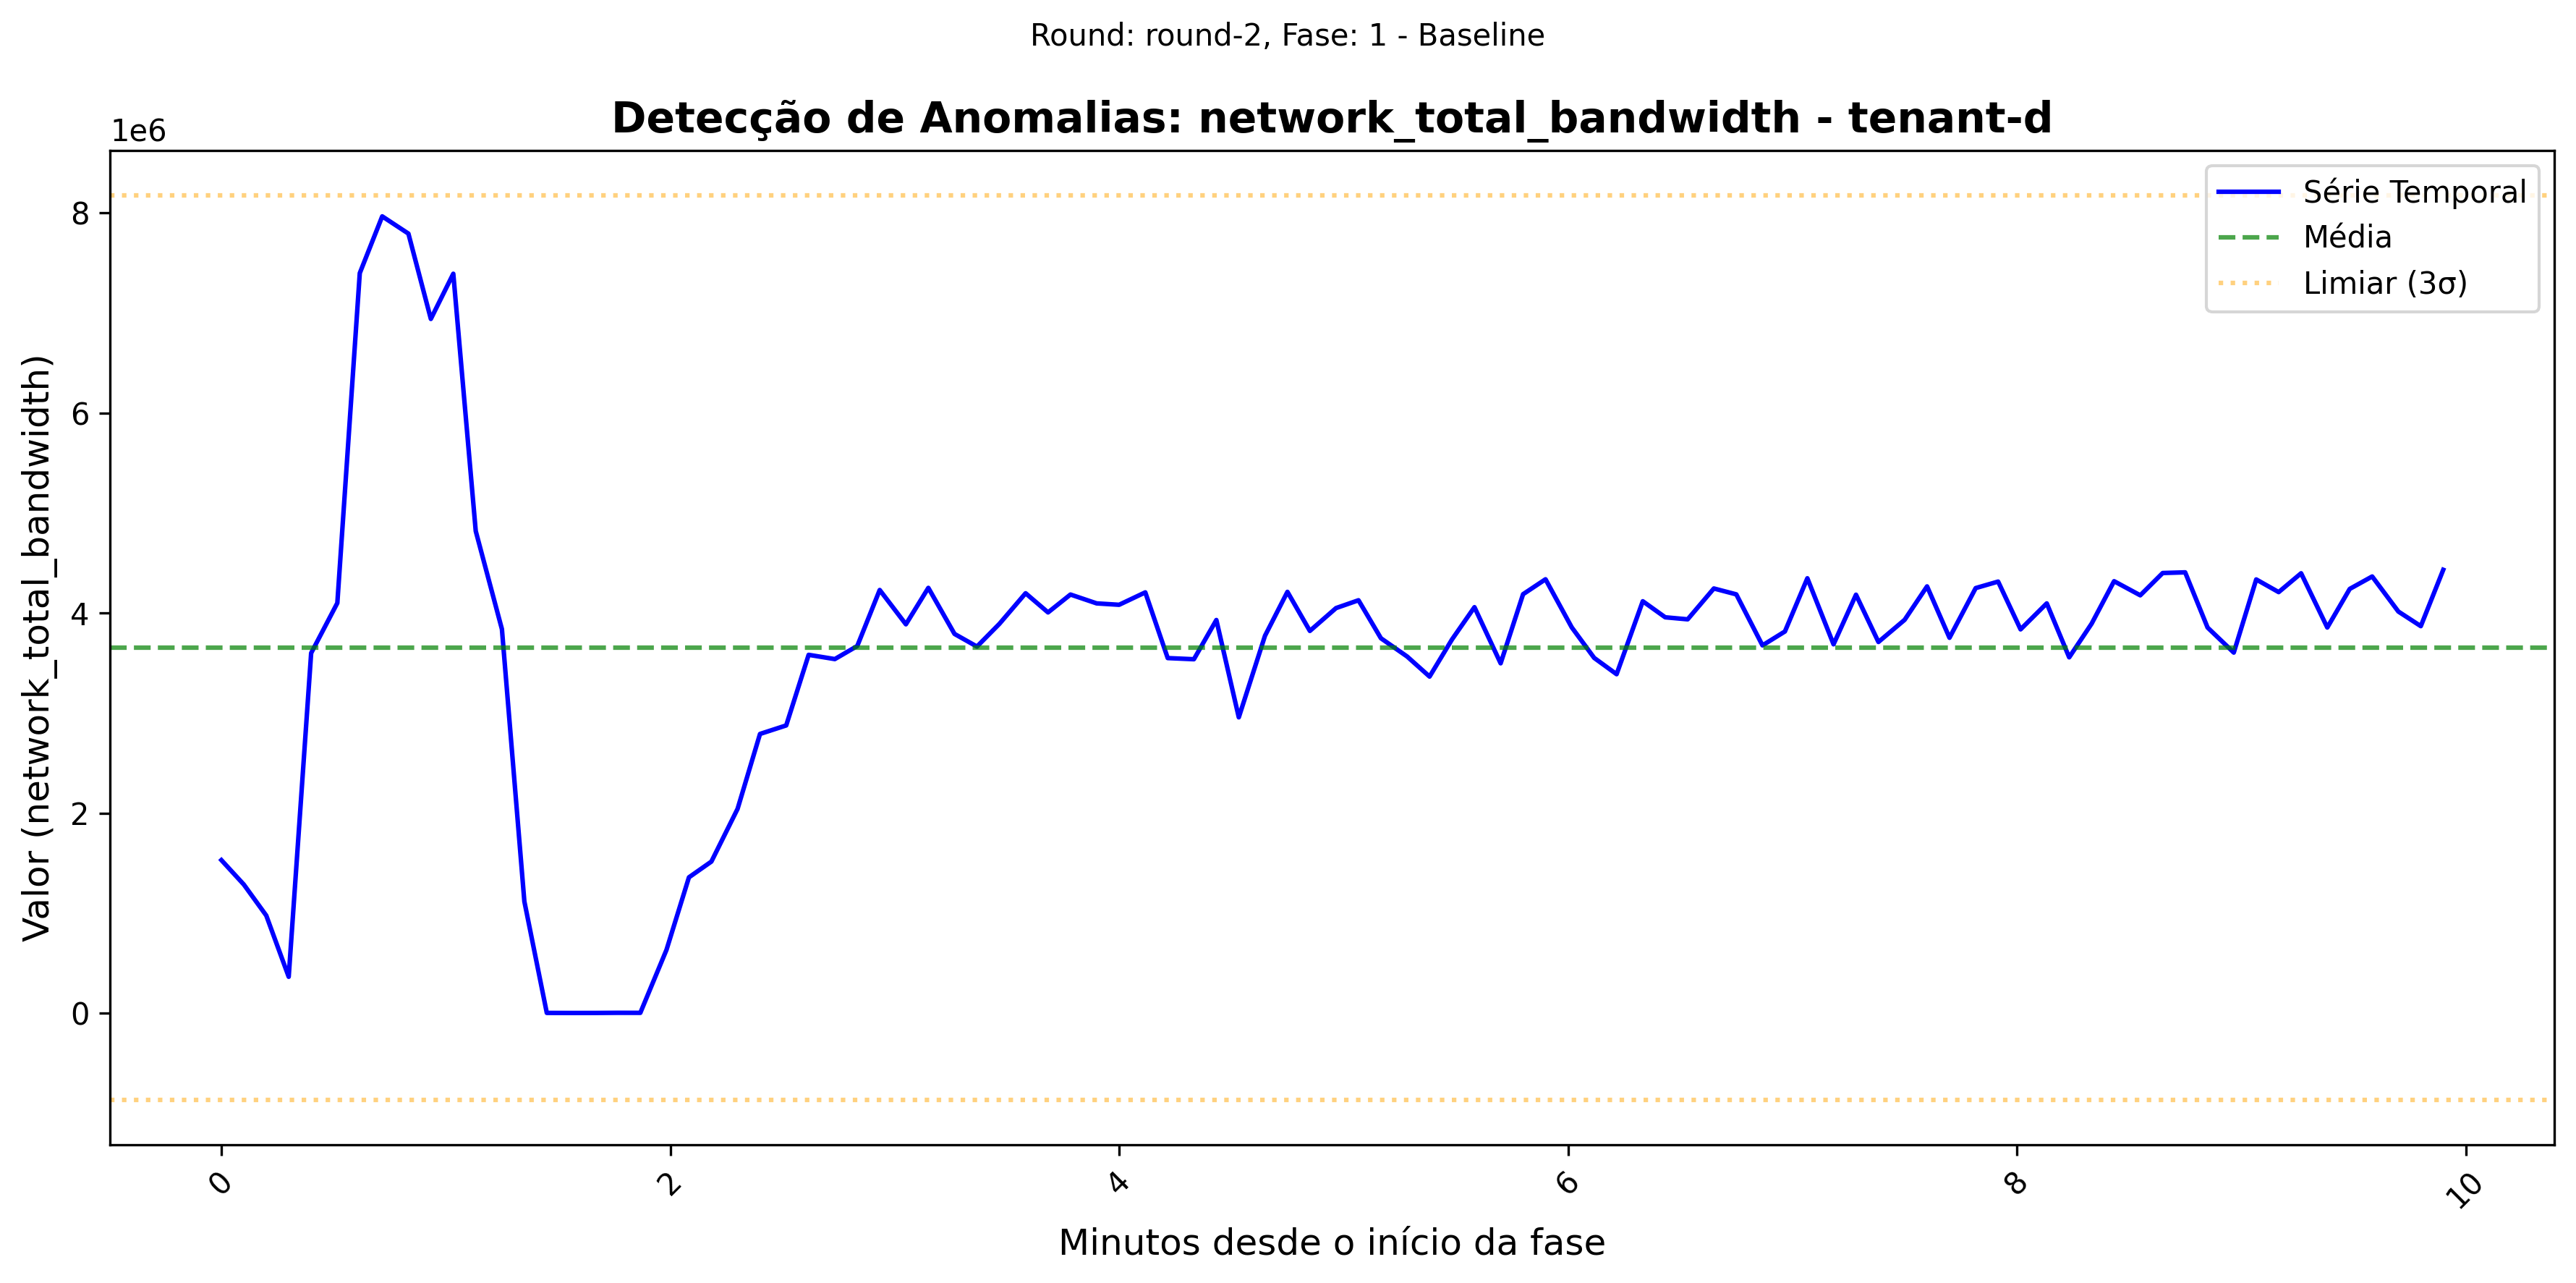 Round: round-2, Fase: 1 - Baseline
Detecção de Anomalias: network_total_bandwidth - tenant-d
1e6
Série Temporal
Média
Limiar (3σ)
Valor (network_total_bandwidth)
8
6
4
2
0
0 2 4 6 8 10
Minutos desde o início da fase